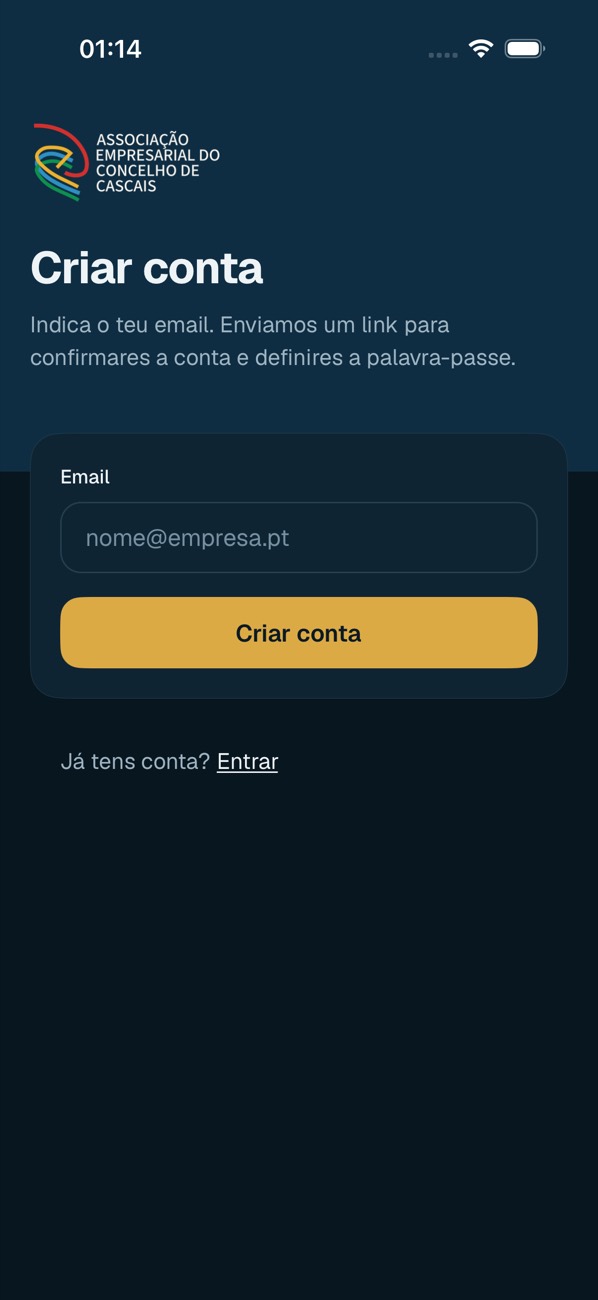 01:14
ASSOCIAÇÃO
EMPRESARIAL DO
CONCELHO DE
CASCAIS
Criar conta
Indica o teu email. Enviamos um link para
confirmares a conta e definires a palavra-passe.
Email
nome@empresa.pt
Criar conta
Já tens conta? Entrar